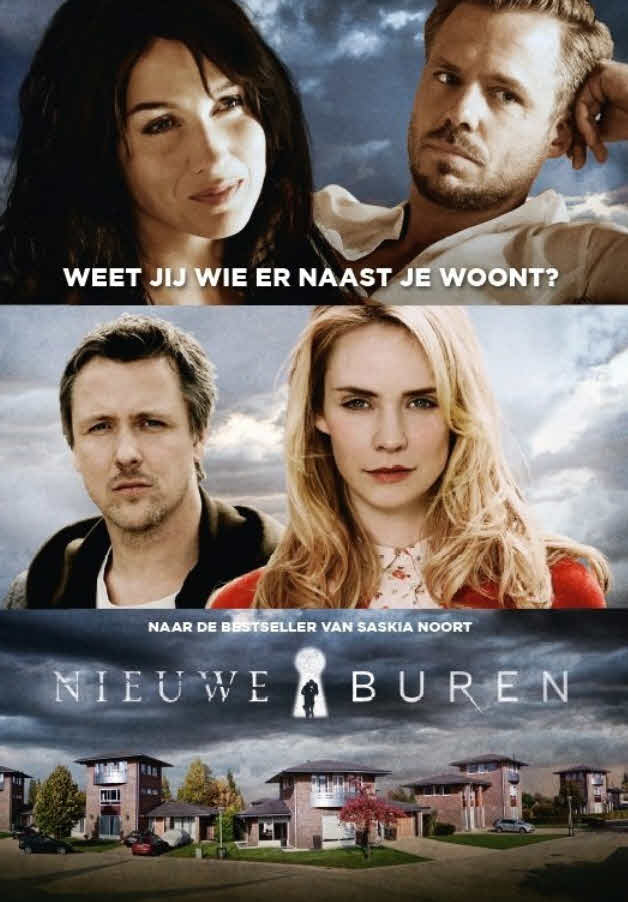 WEET JIJ WIE ER NAAST JE WOONT?
NAAR DE BESTSELLER VAN SASKIA NOORT
NIEUWE BUREN